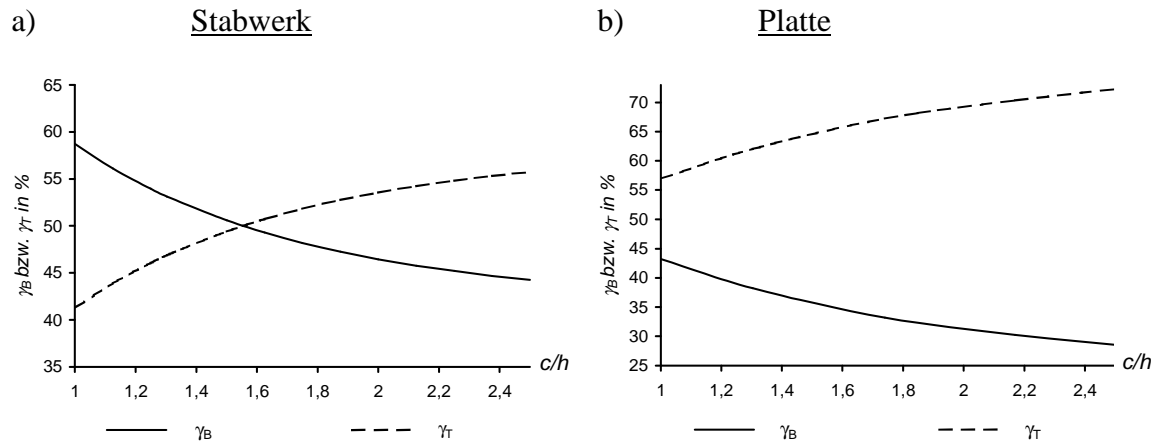 a) Stabwerk
65
60
55
50
45
40
35
γB bzw. γT in %
1 1,2 1,4 1,6 1,8 2 2,2 2,4
c/h
γB γT
b) Platte
70
65
60
55
50
45
40
35
30
25
γB bzw. γT in %
1 1,2 1,4 1,6 1,8 2 2,2 2,4
c/h
γB γT